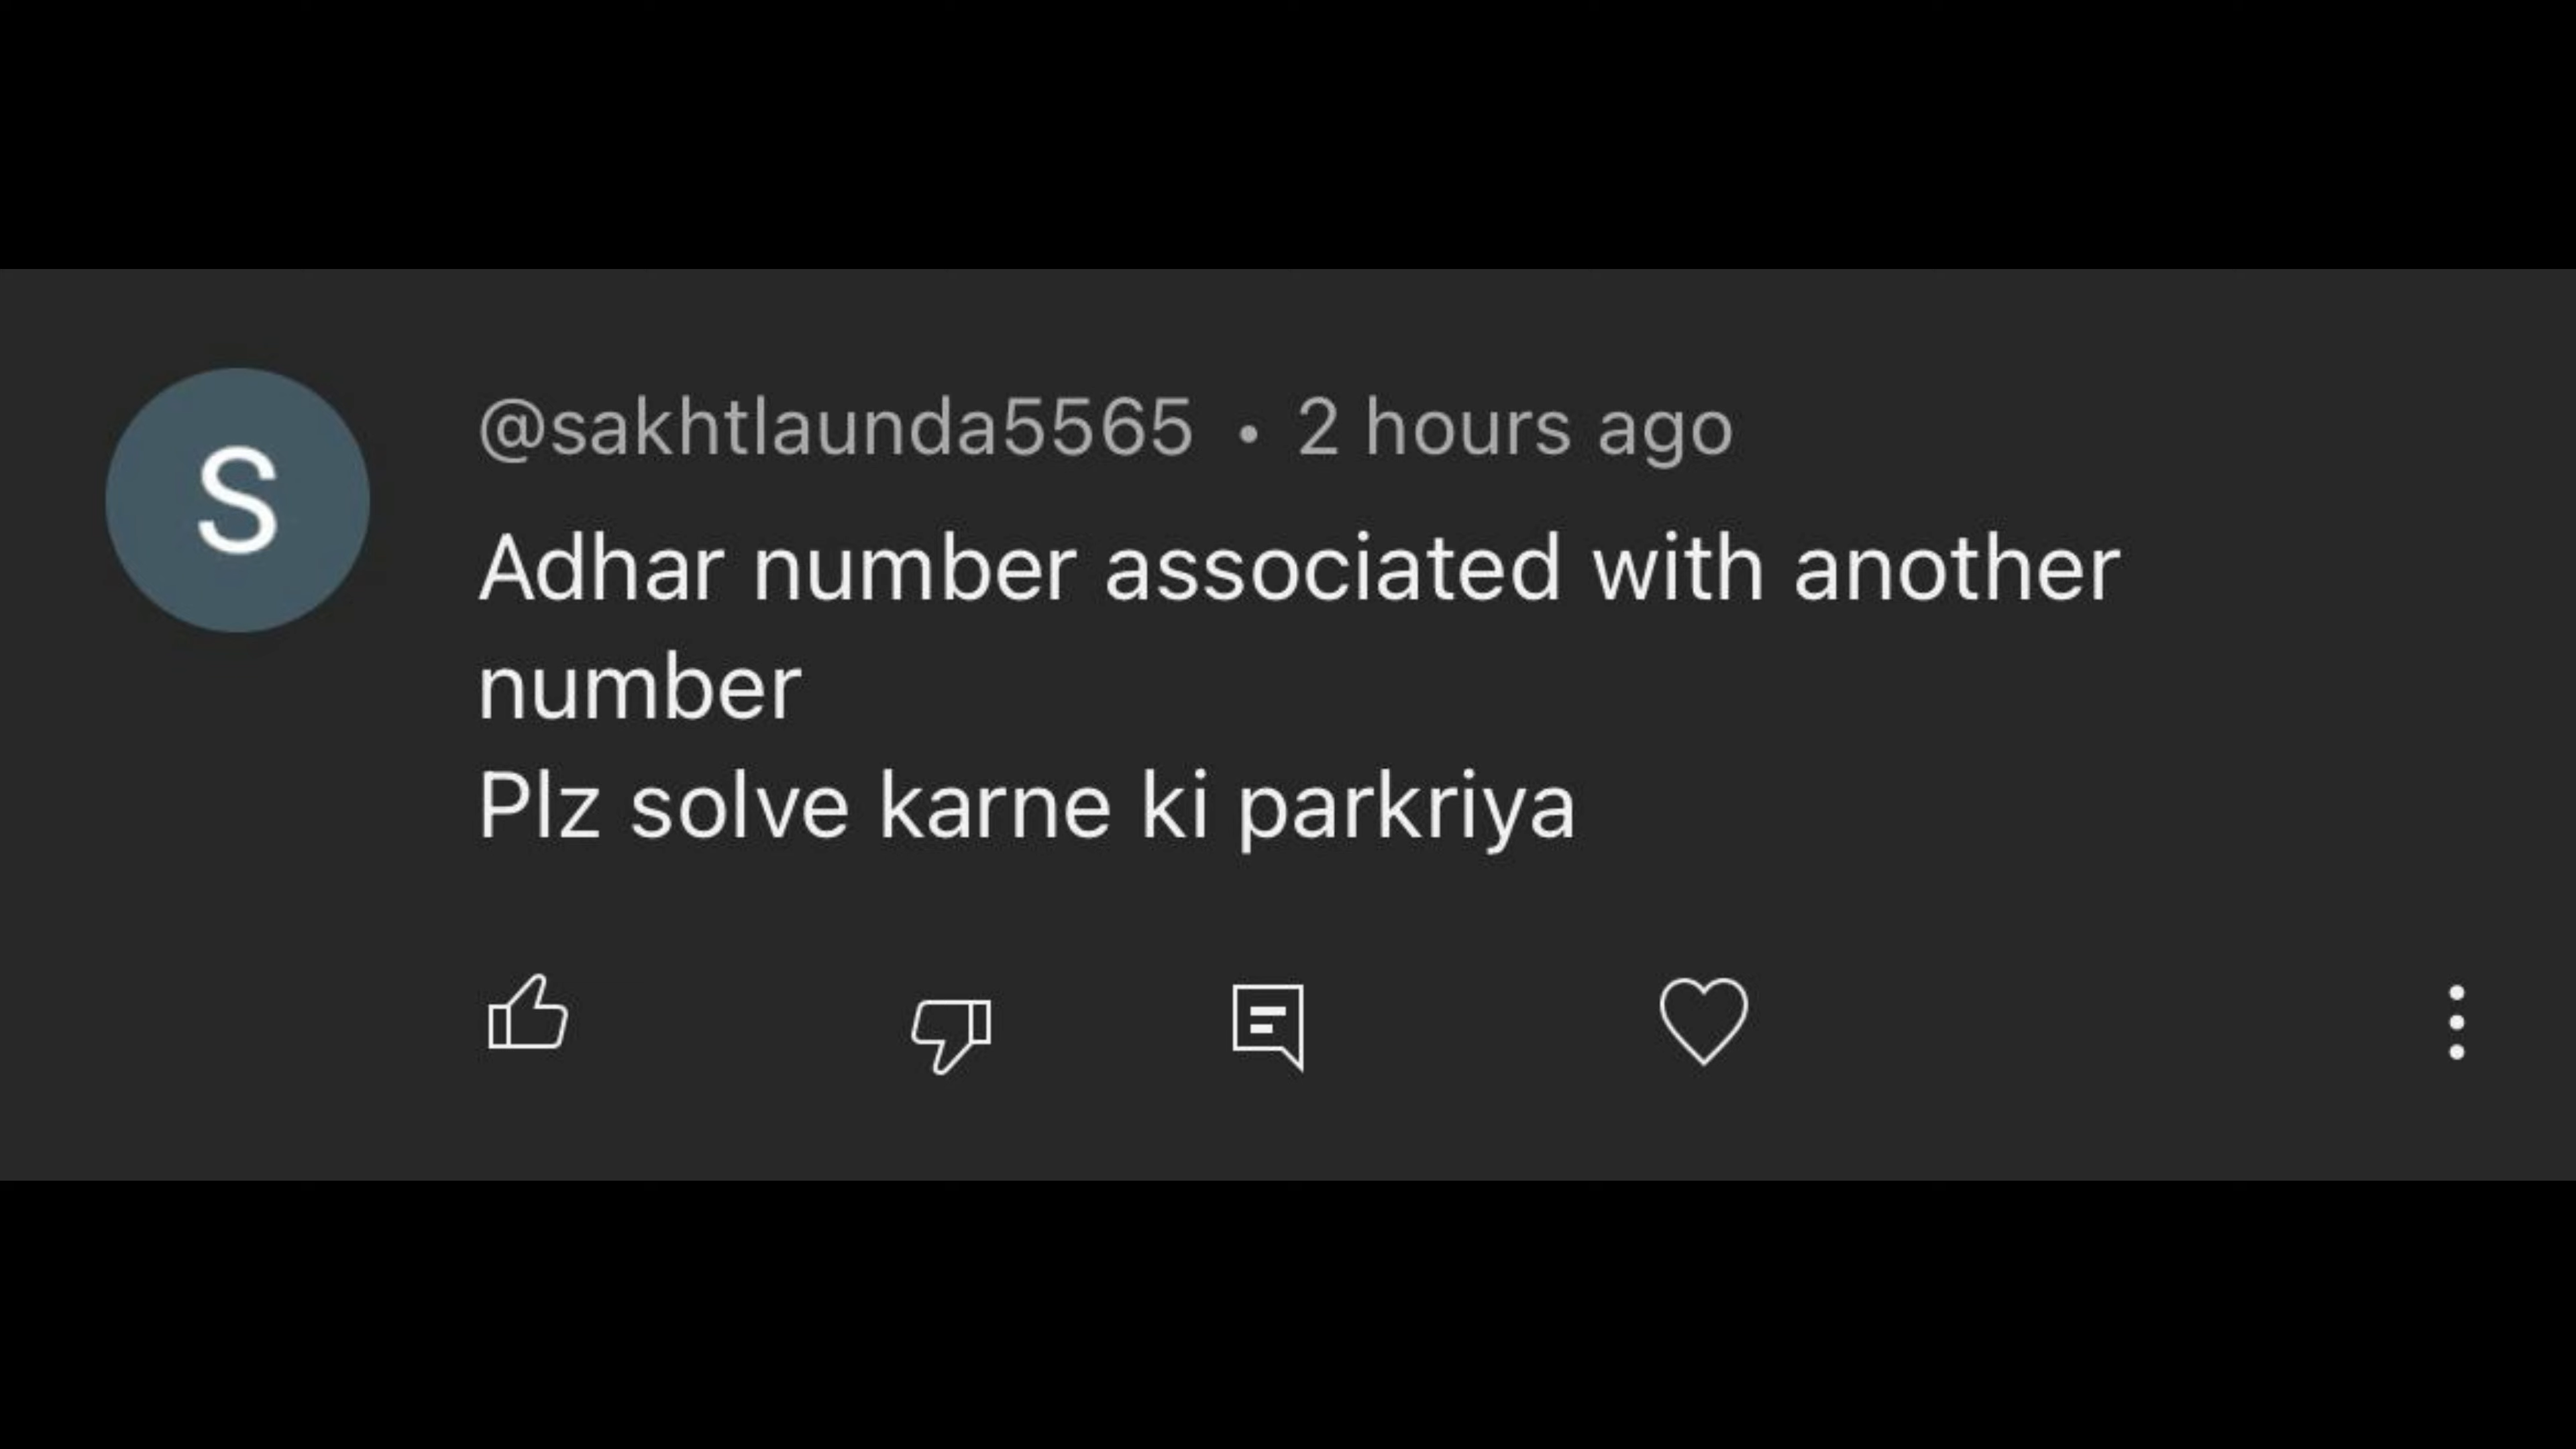 S
@sakhtlaunda5565 • 2 hours ago
Adhar number associated with another
number
Plz solve karne ki parkriya